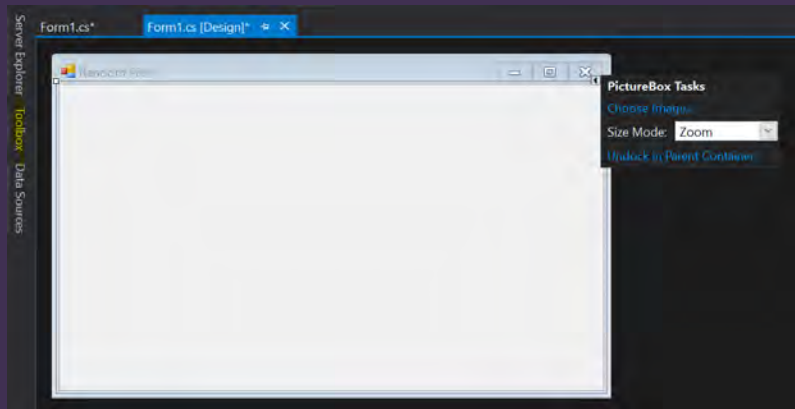 Server Explorer
Toolbox
Data Sources
Form1.cs*
Form1.cs [Design]*
PictureBox Tasks
Choose Image...
Size Mode: Zoom
Undock in Parent Container